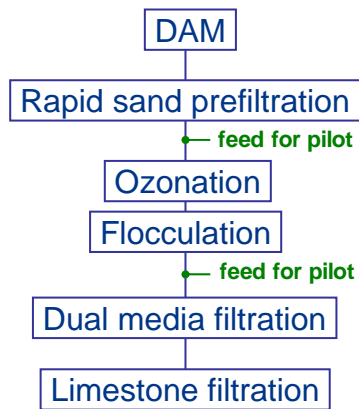 DAM
Rapid sand prefiltration
feed for pilot
Ozonation
Flocculation
feed for pilot
Dual media filtration
Limestone filtration